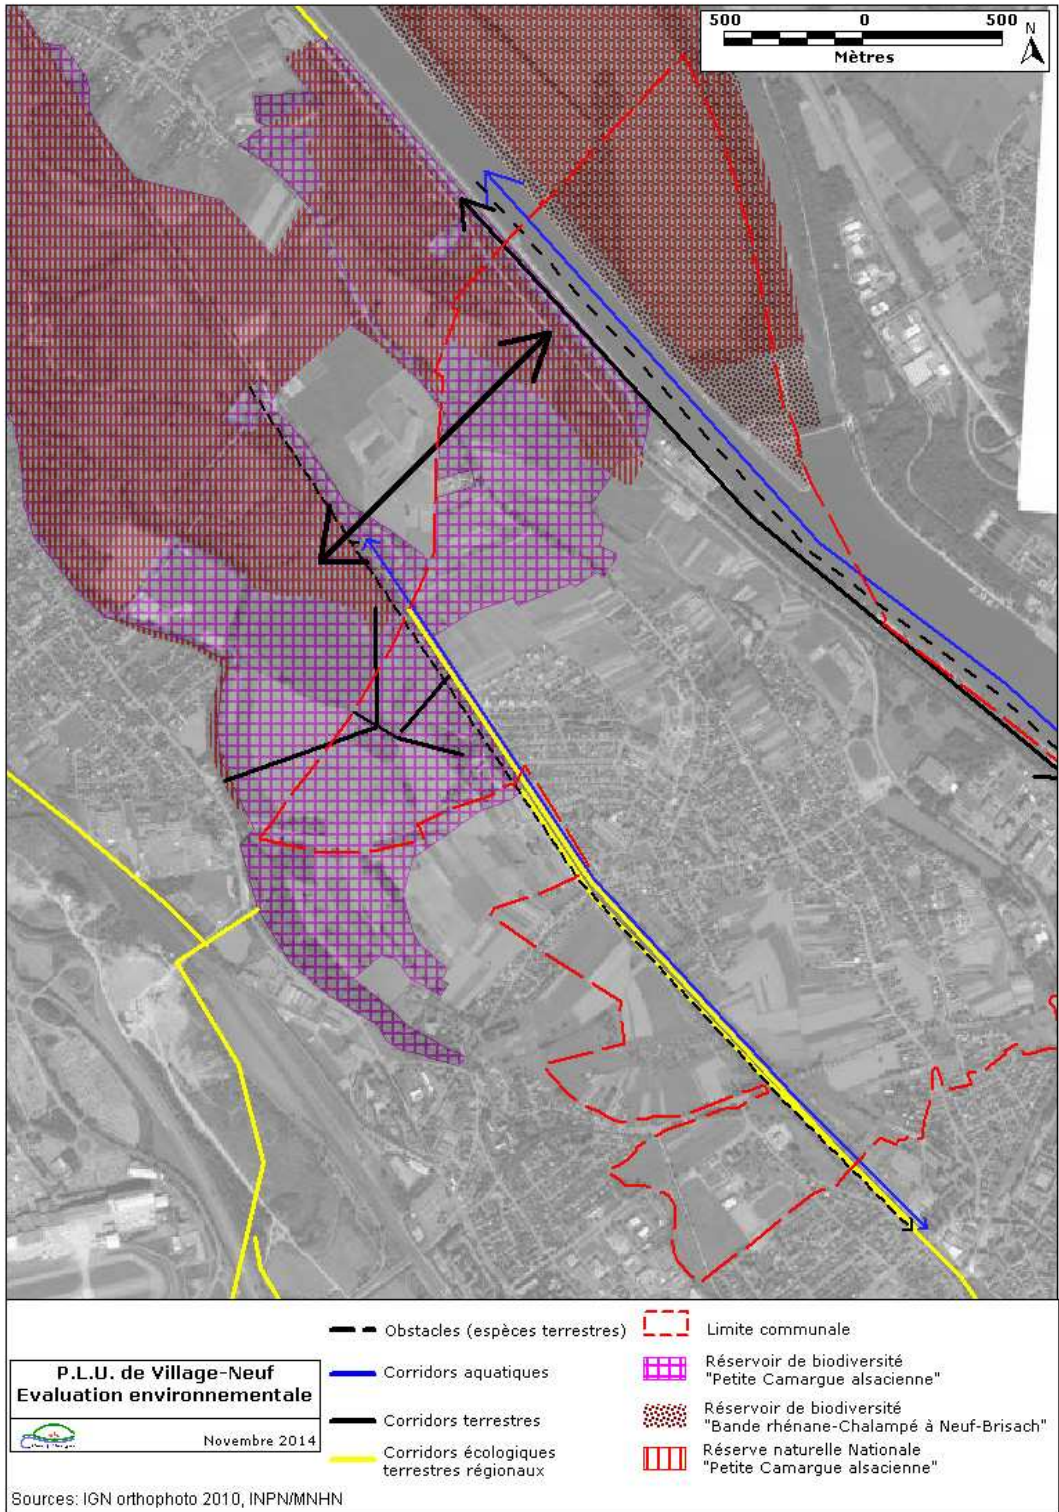 500 0 500
Mètres
N
P.L.U. de Village-Neuf
Evaluation environnementale
Novembre 2014
Obstacles (espèces terrestres)
Corridors aquatiques
Corridors terrestres
Corridors écologiques
terrestres régionaux
Limite communale
Réservoir de biodiversité
"Petite Camargue alsacienne"
Réservoir de biodiversité
"Bande rhénane-Chalampé à Neuf-Brisach"
Réserve naturelle Nationale
"Petite Camargue alsacienne"
Sources: IGN orthophoto 2010, INPN/MNHN